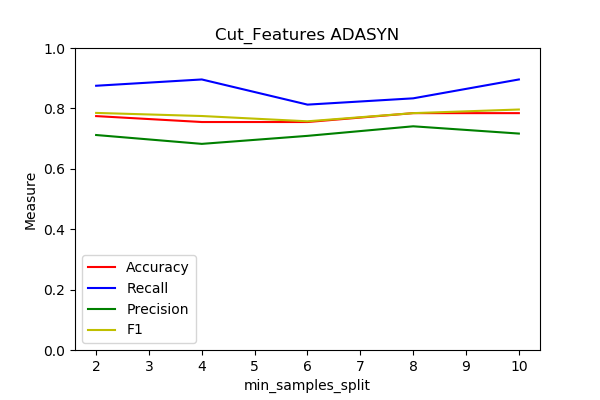 Cut_Features ADASYN
1.0
0.8
0.6
0.4
0.2
0.0
Measure
Accuracy
Recall
Precision
F1
2 3 4 5 6 7 8 9 10
min_samples_split